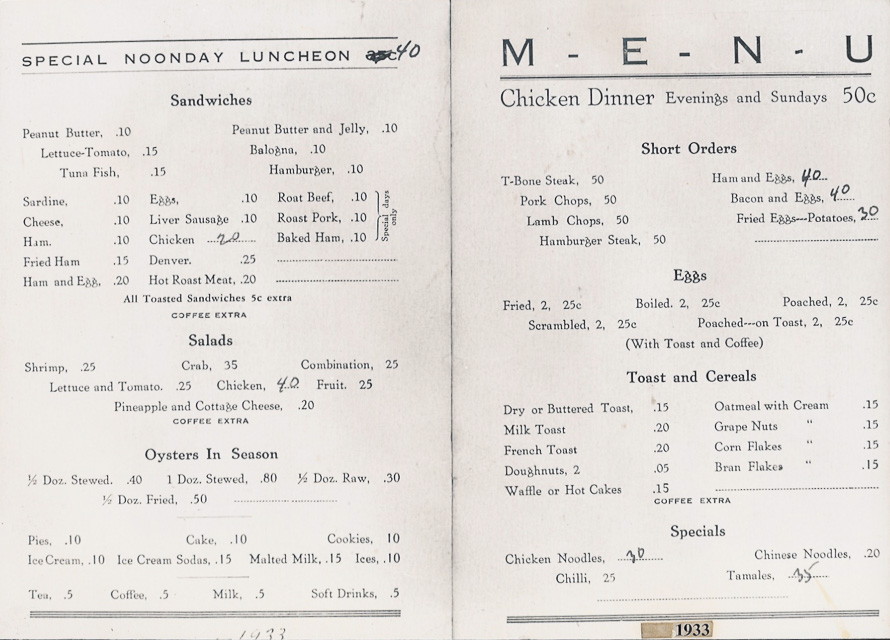 SPECIAL NOONDAY LUNCHEON 40
Sandwiches
Peanut Butter, .10 Peanut Butter and Jelly, .10
Lettuce-Tomato, .15 Balogna, .10
Tuna Fish, .15 Hamburger, .10
Sardine, .10 Eggs, .10 Roat Beef, .10
Cheese, .10 Liver Sausage .10 Roast Pork, .10
Ham. .10 Chicken 20 Baked Ham, .10
Special days only
Fried Ham .15 Denver. .25
Ham and Egg, .20 Hot Roast Meat, .20
All Toasted Sandwiches 5c extra
COFFEE EXTRA
Salads
Shrimp, .25 Crab, 35 Combination, 25
Lettuce and Tomato. .25 Chicken, 40 Fruit. 25
Pineapple and Cottage Cheese, .20
COFFEE EXTRA
Oysters In Season
½ Doz. Stewed. .40 1 Doz. Stewed, .80 ½ Doz. Raw, .30
½ Doz. Fried, .50
Pies, .10 Cake, .10 Cookies, 10
Ice Cream, .10 Ice Cream Sodas, .15 Malted Milk, .15 Ices, .10
Tea, .5 Coffee, .5 Milk, .5 Soft Drinks, .5
1933
M - E - N - U
Chicken Dinner Evenings and Sundays 50c
Short Orders
T-Bone Steak, 50 Ham and Eggs, 40
Pork Chops, 50 Bacon and Eggs, 40
Lamb Chops, 50 Fried Eggs---Potatoes, 30
Hamburger Steak, 50
Eggs
Fried, 2, 25c Boiled. 2, 25c Poached, 2, 25c
Scrambled, 2, 25c Poached---on Toast, 2, 25c
(With Toast and Coffee)
Toast and Cereals
Dry or Buttered Toast, .15 Oatmeal with Cream .15
Milk Toast .20 Grape Nuts " .15
French Toast .20 Corn Flakes " .15
Doughnuts, 2 .05 Bran Flakes " .15
Waffle or Hot Cakes .15
COFFEE EXTRA
Specials
Chicken Noodles, 30 Chinese Noodles, .20
Chilli, 25 Tamales, 35
1933